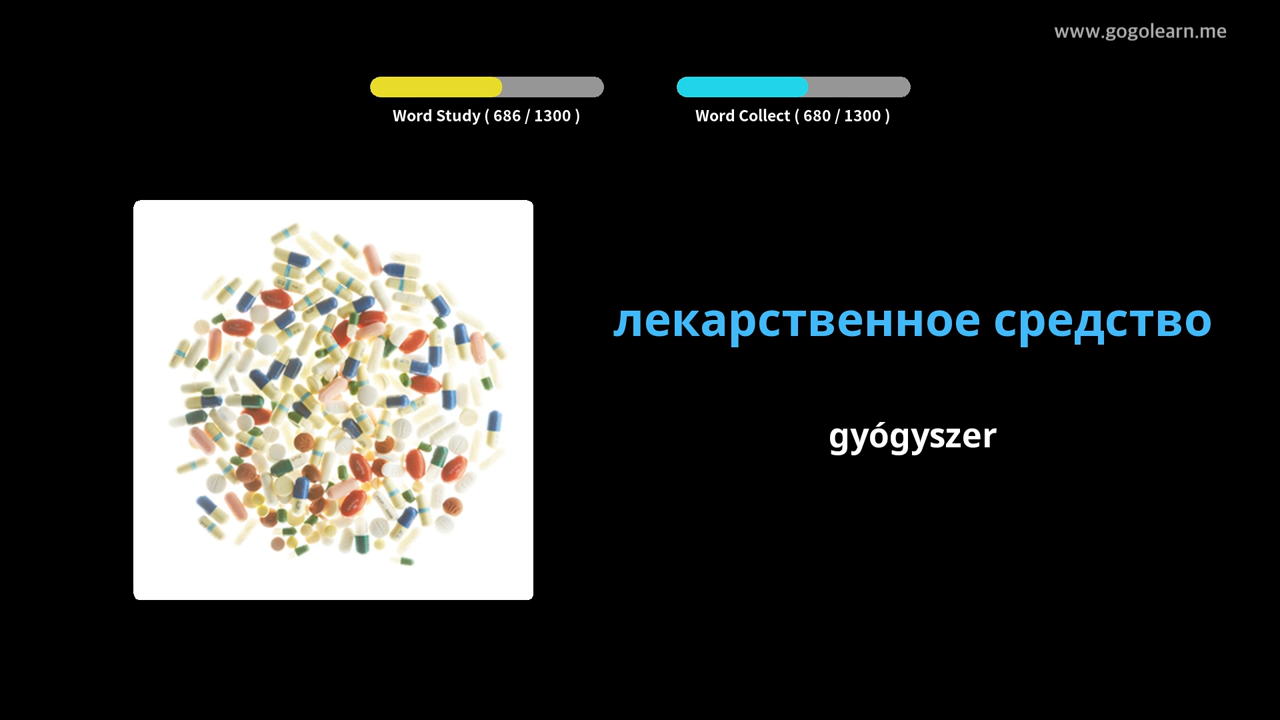 www.gogolearn.me
Word Study ( 686 / 1300 )
Word Collect ( 680 / 1300 )
лекарственное средство
gyógyszer